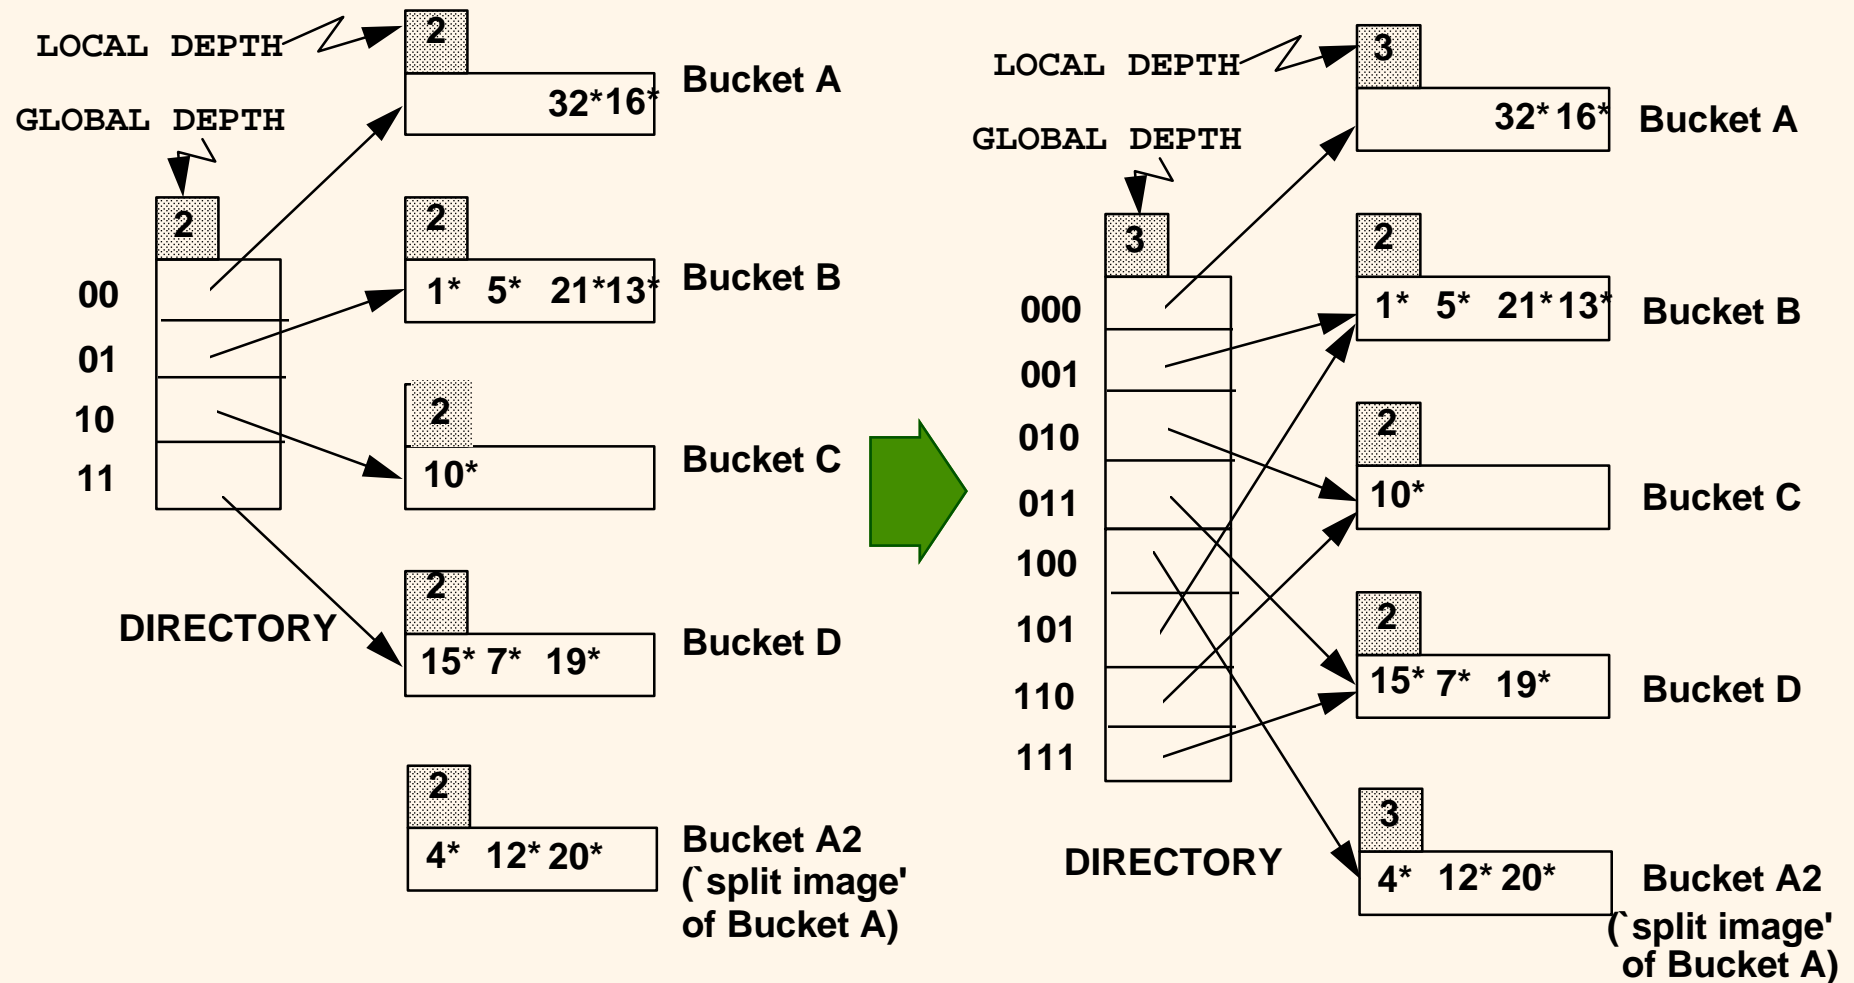 LOCAL DEPTH
2
32* 16*
Bucket A
GLOBAL DEPTH
2
00
01
10
11
2
1* 5* 21* 13*
Bucket B
2
10*
Bucket C
DIRECTORY
2
15* 7* 19*
Bucket D
2
4* 12* 20*
Bucket A2
(`split image'
of Bucket A)
LOCAL DEPTH
3
32* 16*
Bucket A
GLOBAL DEPTH
3
000
001
010
011
100
101
110
111
2
1* 5* 21* 13*
Bucket B
2
10*
Bucket C
2
15* 7* 19*
Bucket D
DIRECTORY
3
4* 12* 20*
Bucket A2
(`split image'
of Bucket A)